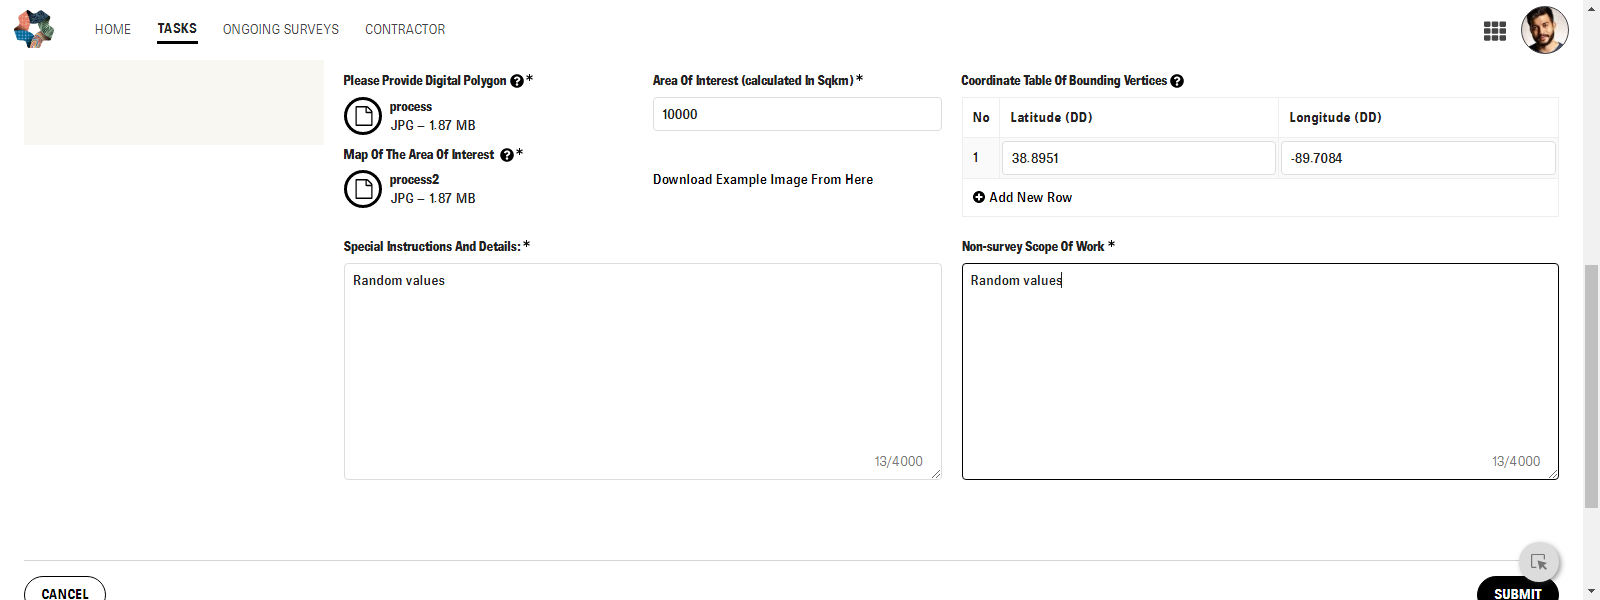 HOME TASKS ONGOING SURVEYS CONTRACTOR
Please Provide Digital Polygon ? *
process
JPG – 1.87 MB
Map Of The Area Of Interest ? *
process2
JPG – 1.87 MB
Area Of Interest (calculated In Sqkm) *
10000
Download Example Image From Here
Coordinate Table Of Bounding Vertices ?
No Latitude (DD) Longitude (DD)
1 38.8951 -89.7084
Add New Row
Special Instructions And Details: *
Random values
13/4000
Non-survey Scope Of Work *
Random values
13/4000
CANCEL
SUBMIT